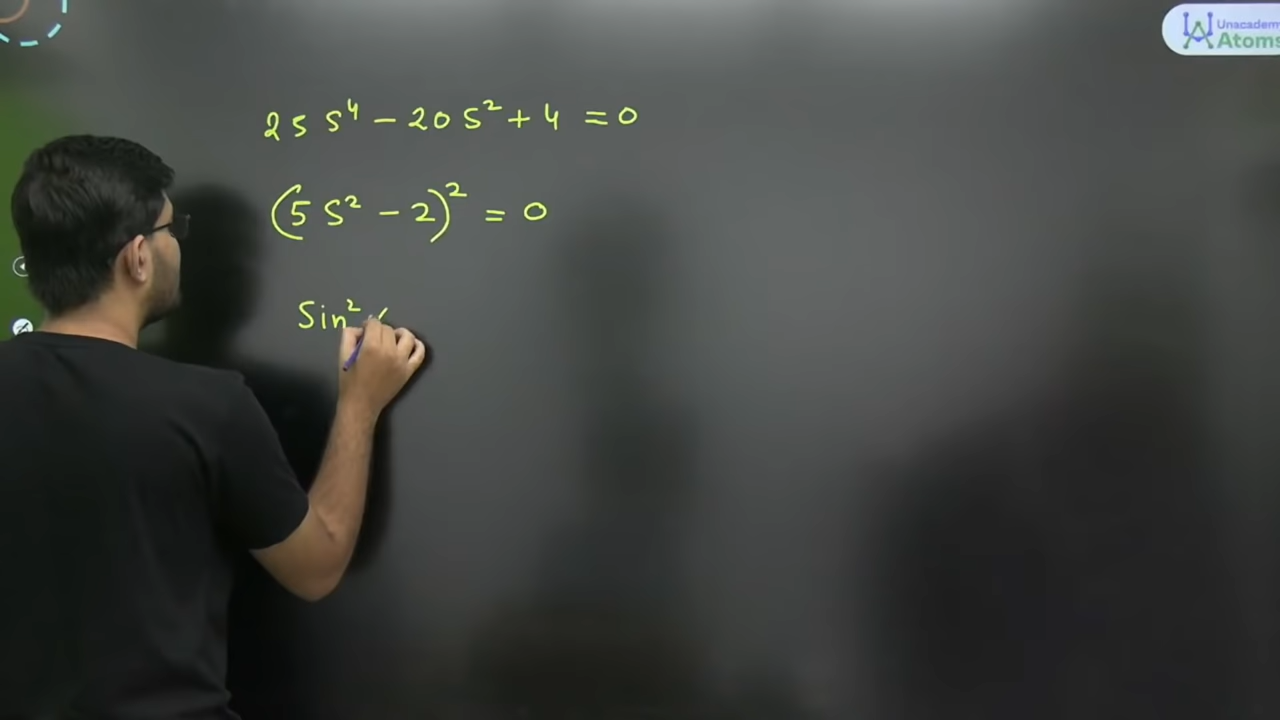 Unacademy
Atoms
25 S⁴ - 20 S² + 4 = 0
(5 S² - 2)² = 0
Sin²